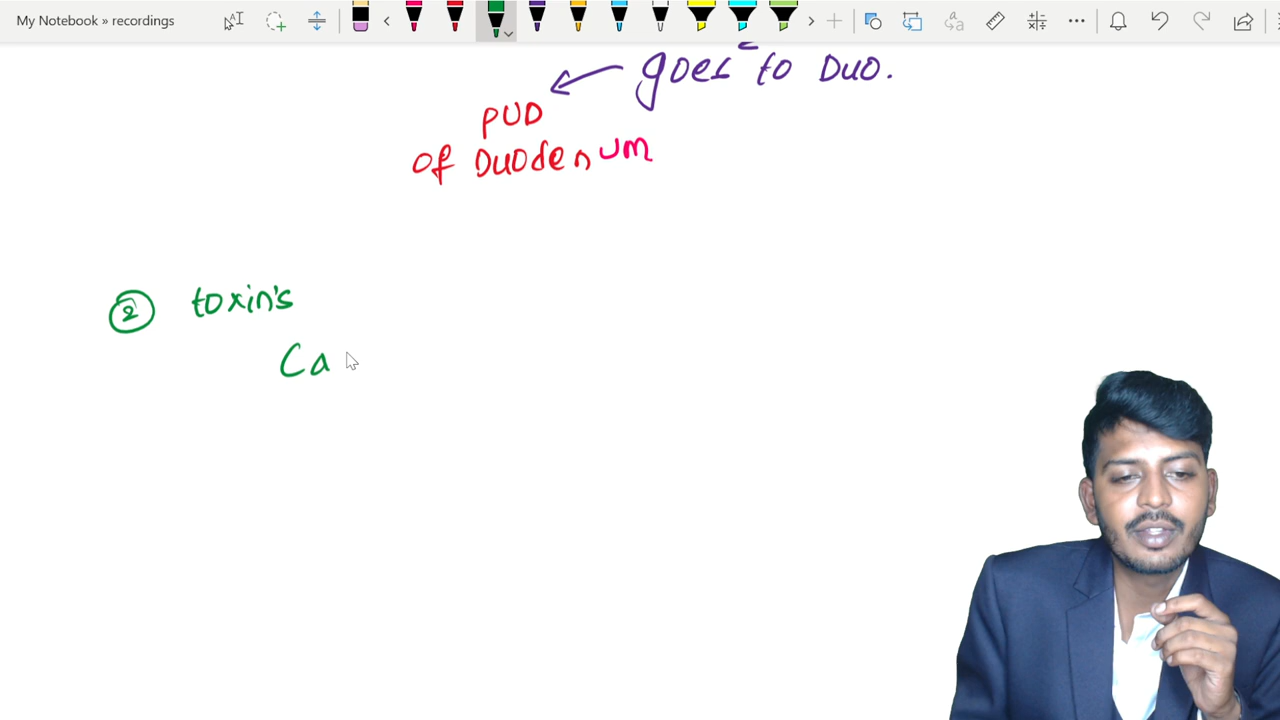 My Notebook » recordings
goes to Duo.
PUD
of Duodenum
② toxin's
Ca